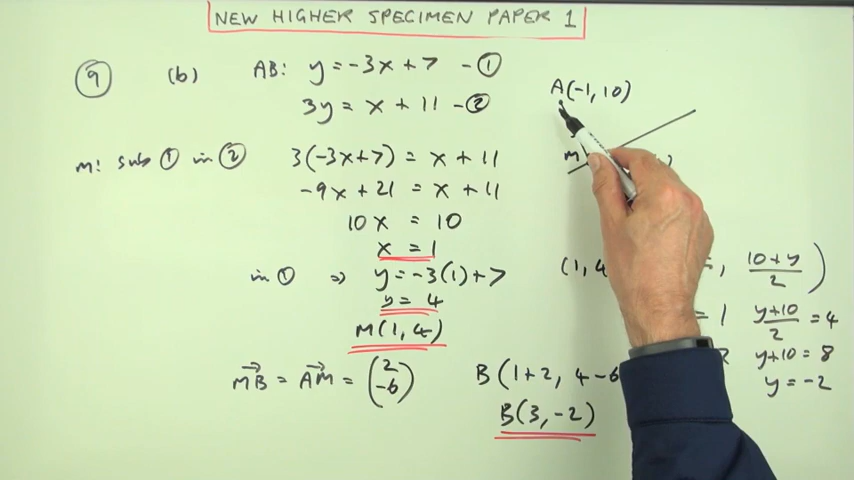 NEW HIGHER SPECIMEN PAPER 1
9 (b) AB: y = -3x + 7 - ①
3y = x + 11 - ②
A(-1, 10)
M
M: sub ① in ② 3(-3x+7) = x + 11
-9x + 21 = x + 11
10x = 10
x = 1
in ① ⇒ y = -3(1) + 7
y = 4
M(1, 4)
(1, 4 , 10+y/2 )
= 1 y+10/2 = 4
y+10 = 8
y = -2
MB = AM = (2 -6)
B(1+2, 4-6
B(3, -2)